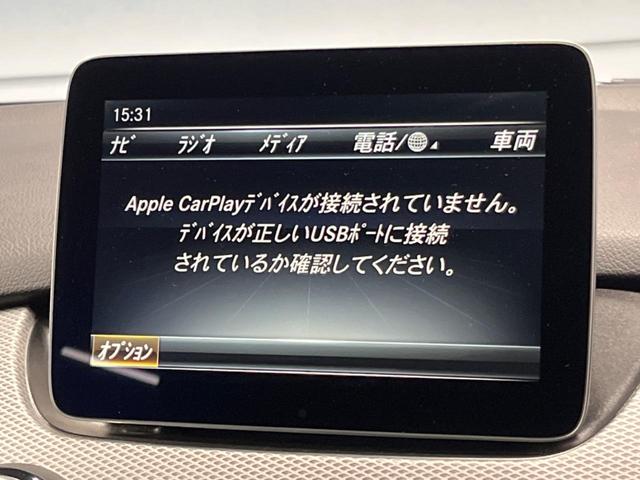 15:31
ﾅﾋﾞ ﾗｼﾞｵ ﾒﾃﾞｨｱ 電話/ 車両
Apple CarPlayﾃﾞﾊﾞｲｽが接続されていません。
ﾃﾞﾊﾞｲｽが正しいUSBﾎﾟｰﾄに接続
されているか確認してください。
ｵﾌﾟｼｮﾝ